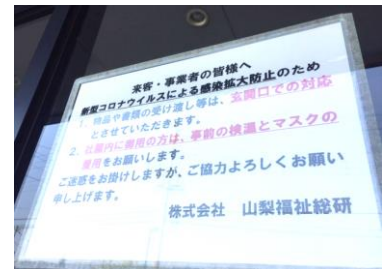 来客・事業者の皆様へ
新型コロナウイルスによる感染拡大防止のため
1、物品や書類の受け渡し等は、玄関口での対応
とさせていただきます。
2、社屋内に御用の方は、事前の検温とマスクの
着用をお願いします。
ご迷惑をお掛けしますが、ご協力よろしくお願い
申し上げます。
株式会社 山梨福祉総研